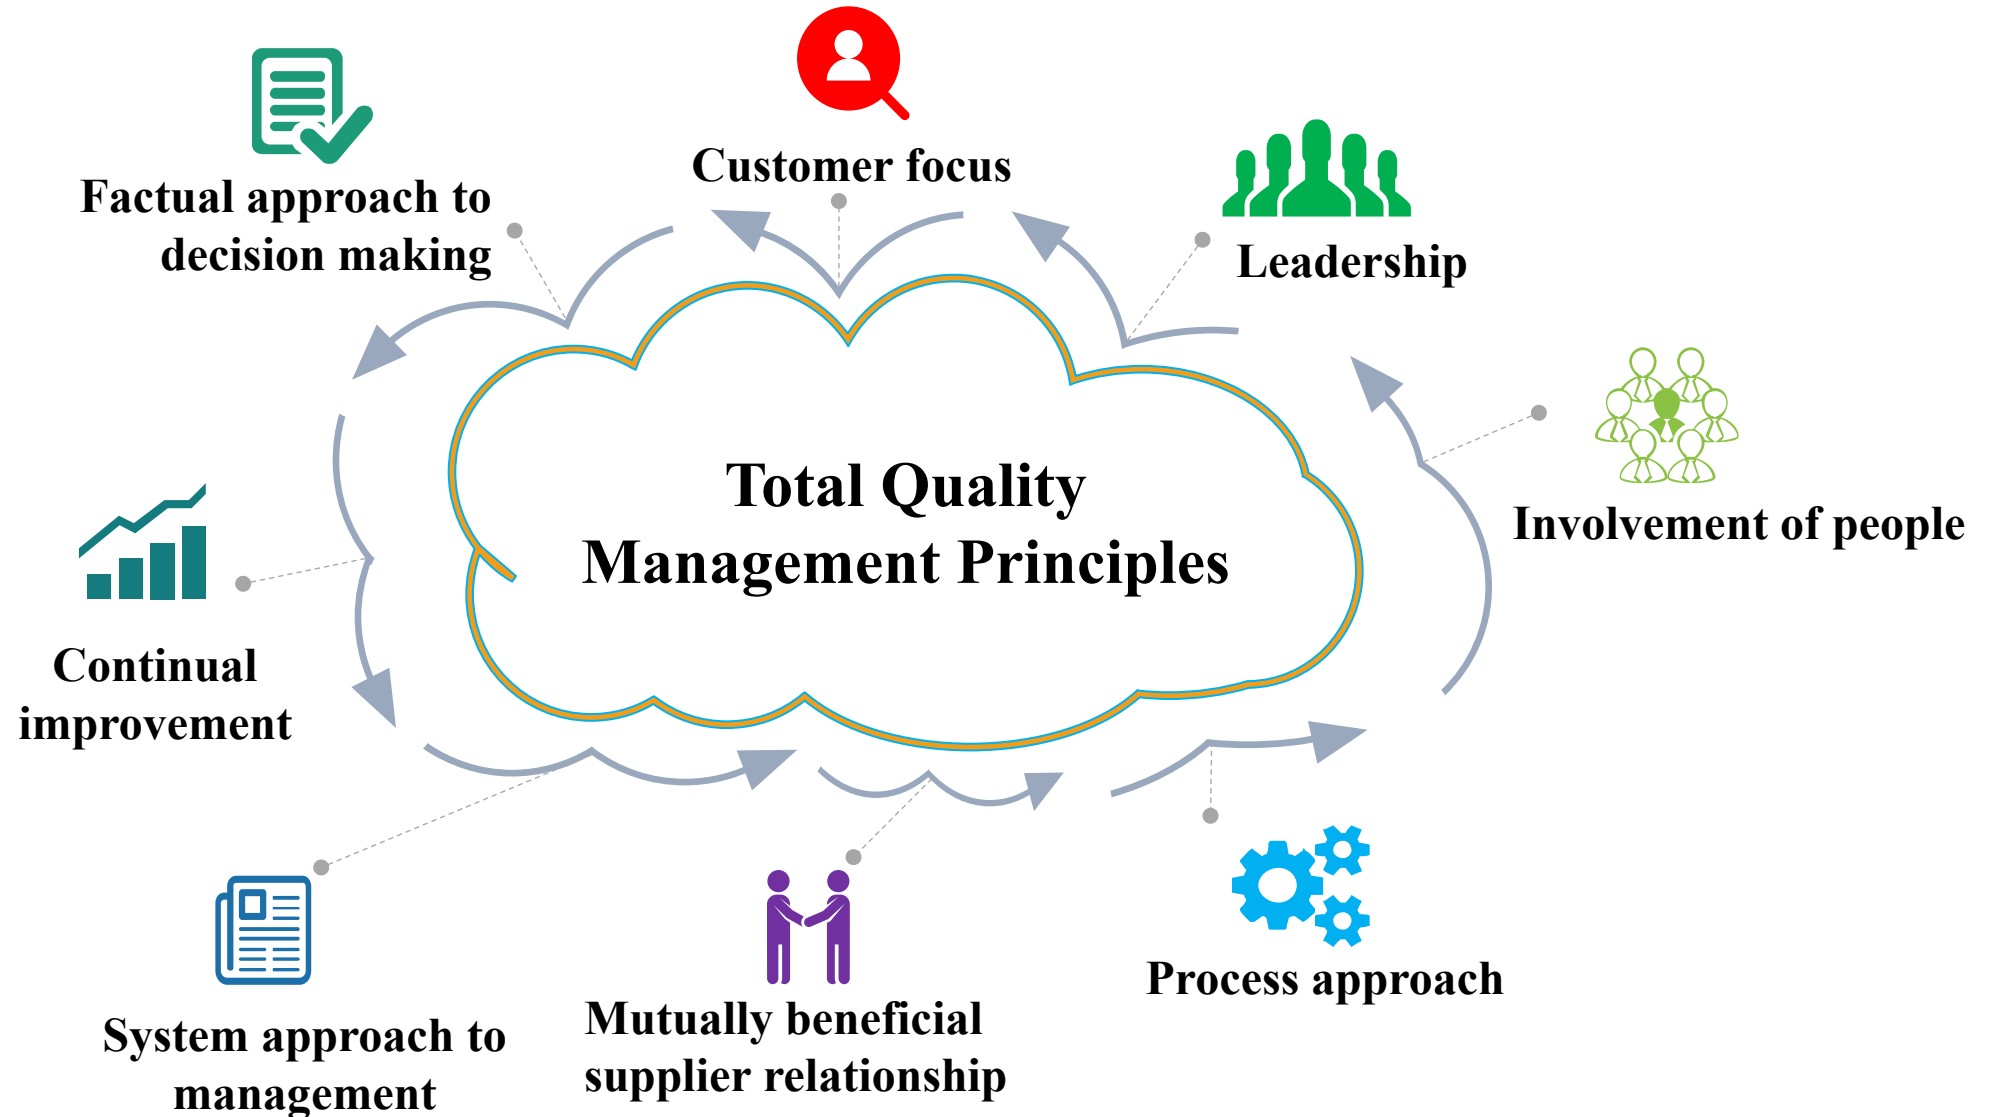 Customer focus
Factual approach to
decision making
Leadership
Total Quality
Management Principles
Involvement of people
Continual
improvement
Process approach
System approach to
management
Mutually beneficial
supplier relationship